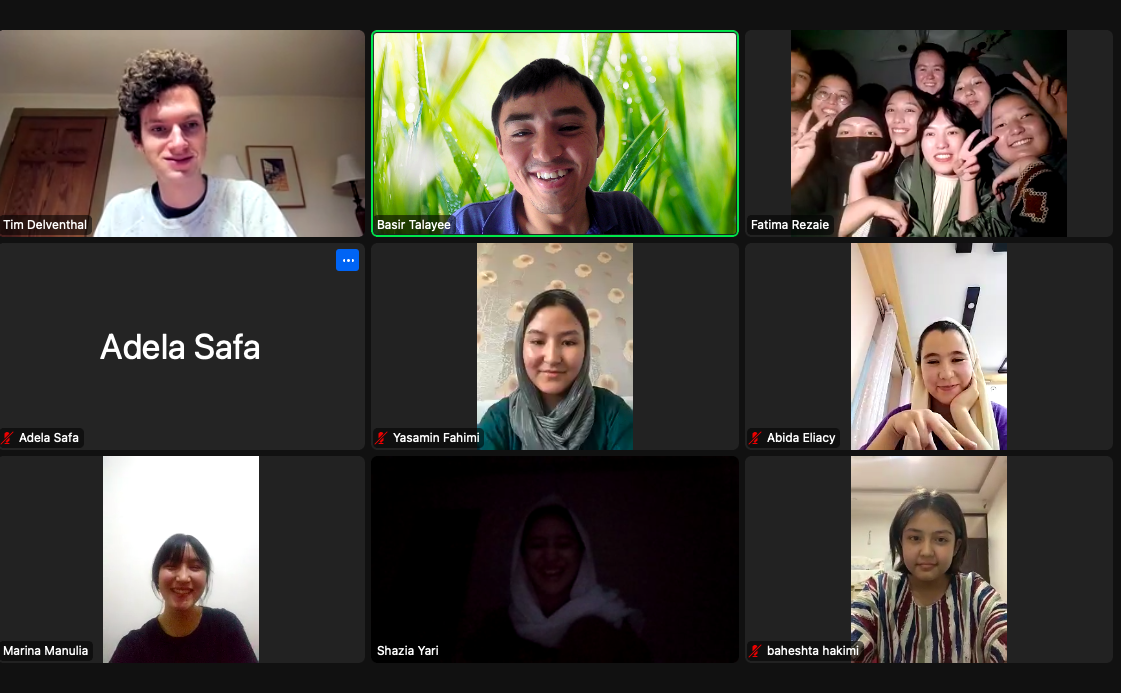 Tim Delventhal
Basir Talayee
Fatima Rezaie
Adela Safa
Adela Safa
Yasamin Fahimi
Abida Eliacy
Marina Manulia
Shazia Yari
baheshta hakimi